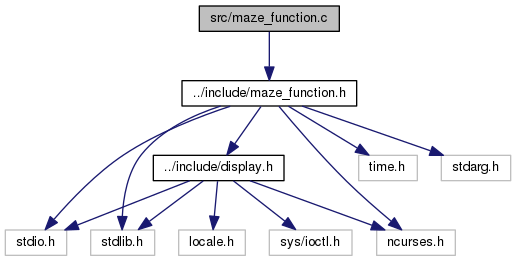 src/maze_function.c
../include/maze_function.h
../include/display.h
time.h
stdarg.h
stdio.h
stdlib.h
locale.h
sys/ioctl.h
ncurses.h